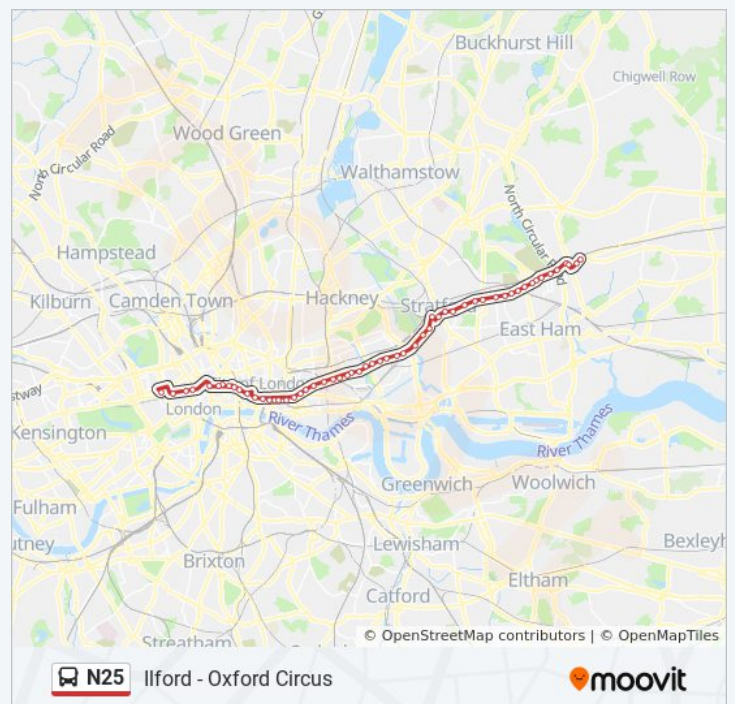 Buckhurst Hill
Chigwell Row
Wood Green
North Circular Road
Walthamstow
North Circular
Hampstead
Kilburn
Camden Town
Hackney
East Ham
London
River Thames
River Thames
Kensington
Greenwich
Woolwich
Fulham
Lewisham
Brixton
Eltham
Catford
Streatham
© OpenStreetMap contributors | © OpenMapTiles
N25
Ilford - Oxford Circus
moovit